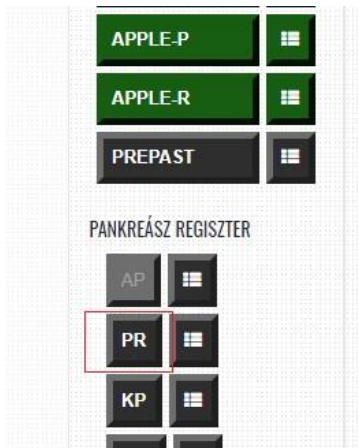 APPLE-P
APPLE-R
PREPAST
PANKREÁSZ REGISZTER
AP
PR
KP